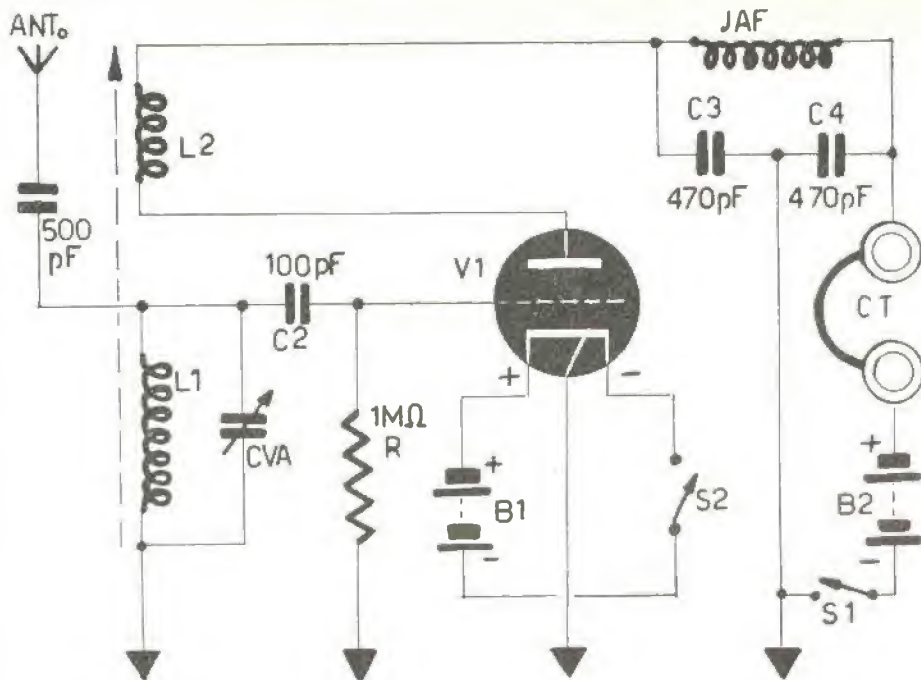 ANTo
JAF
L2
C3
C4
470pF
470pF
500
pF
100pF
C2
V1
CT
L1
CVA
1MΩ
R
+
-
+
B1
-
S2
+
B2
-
S1